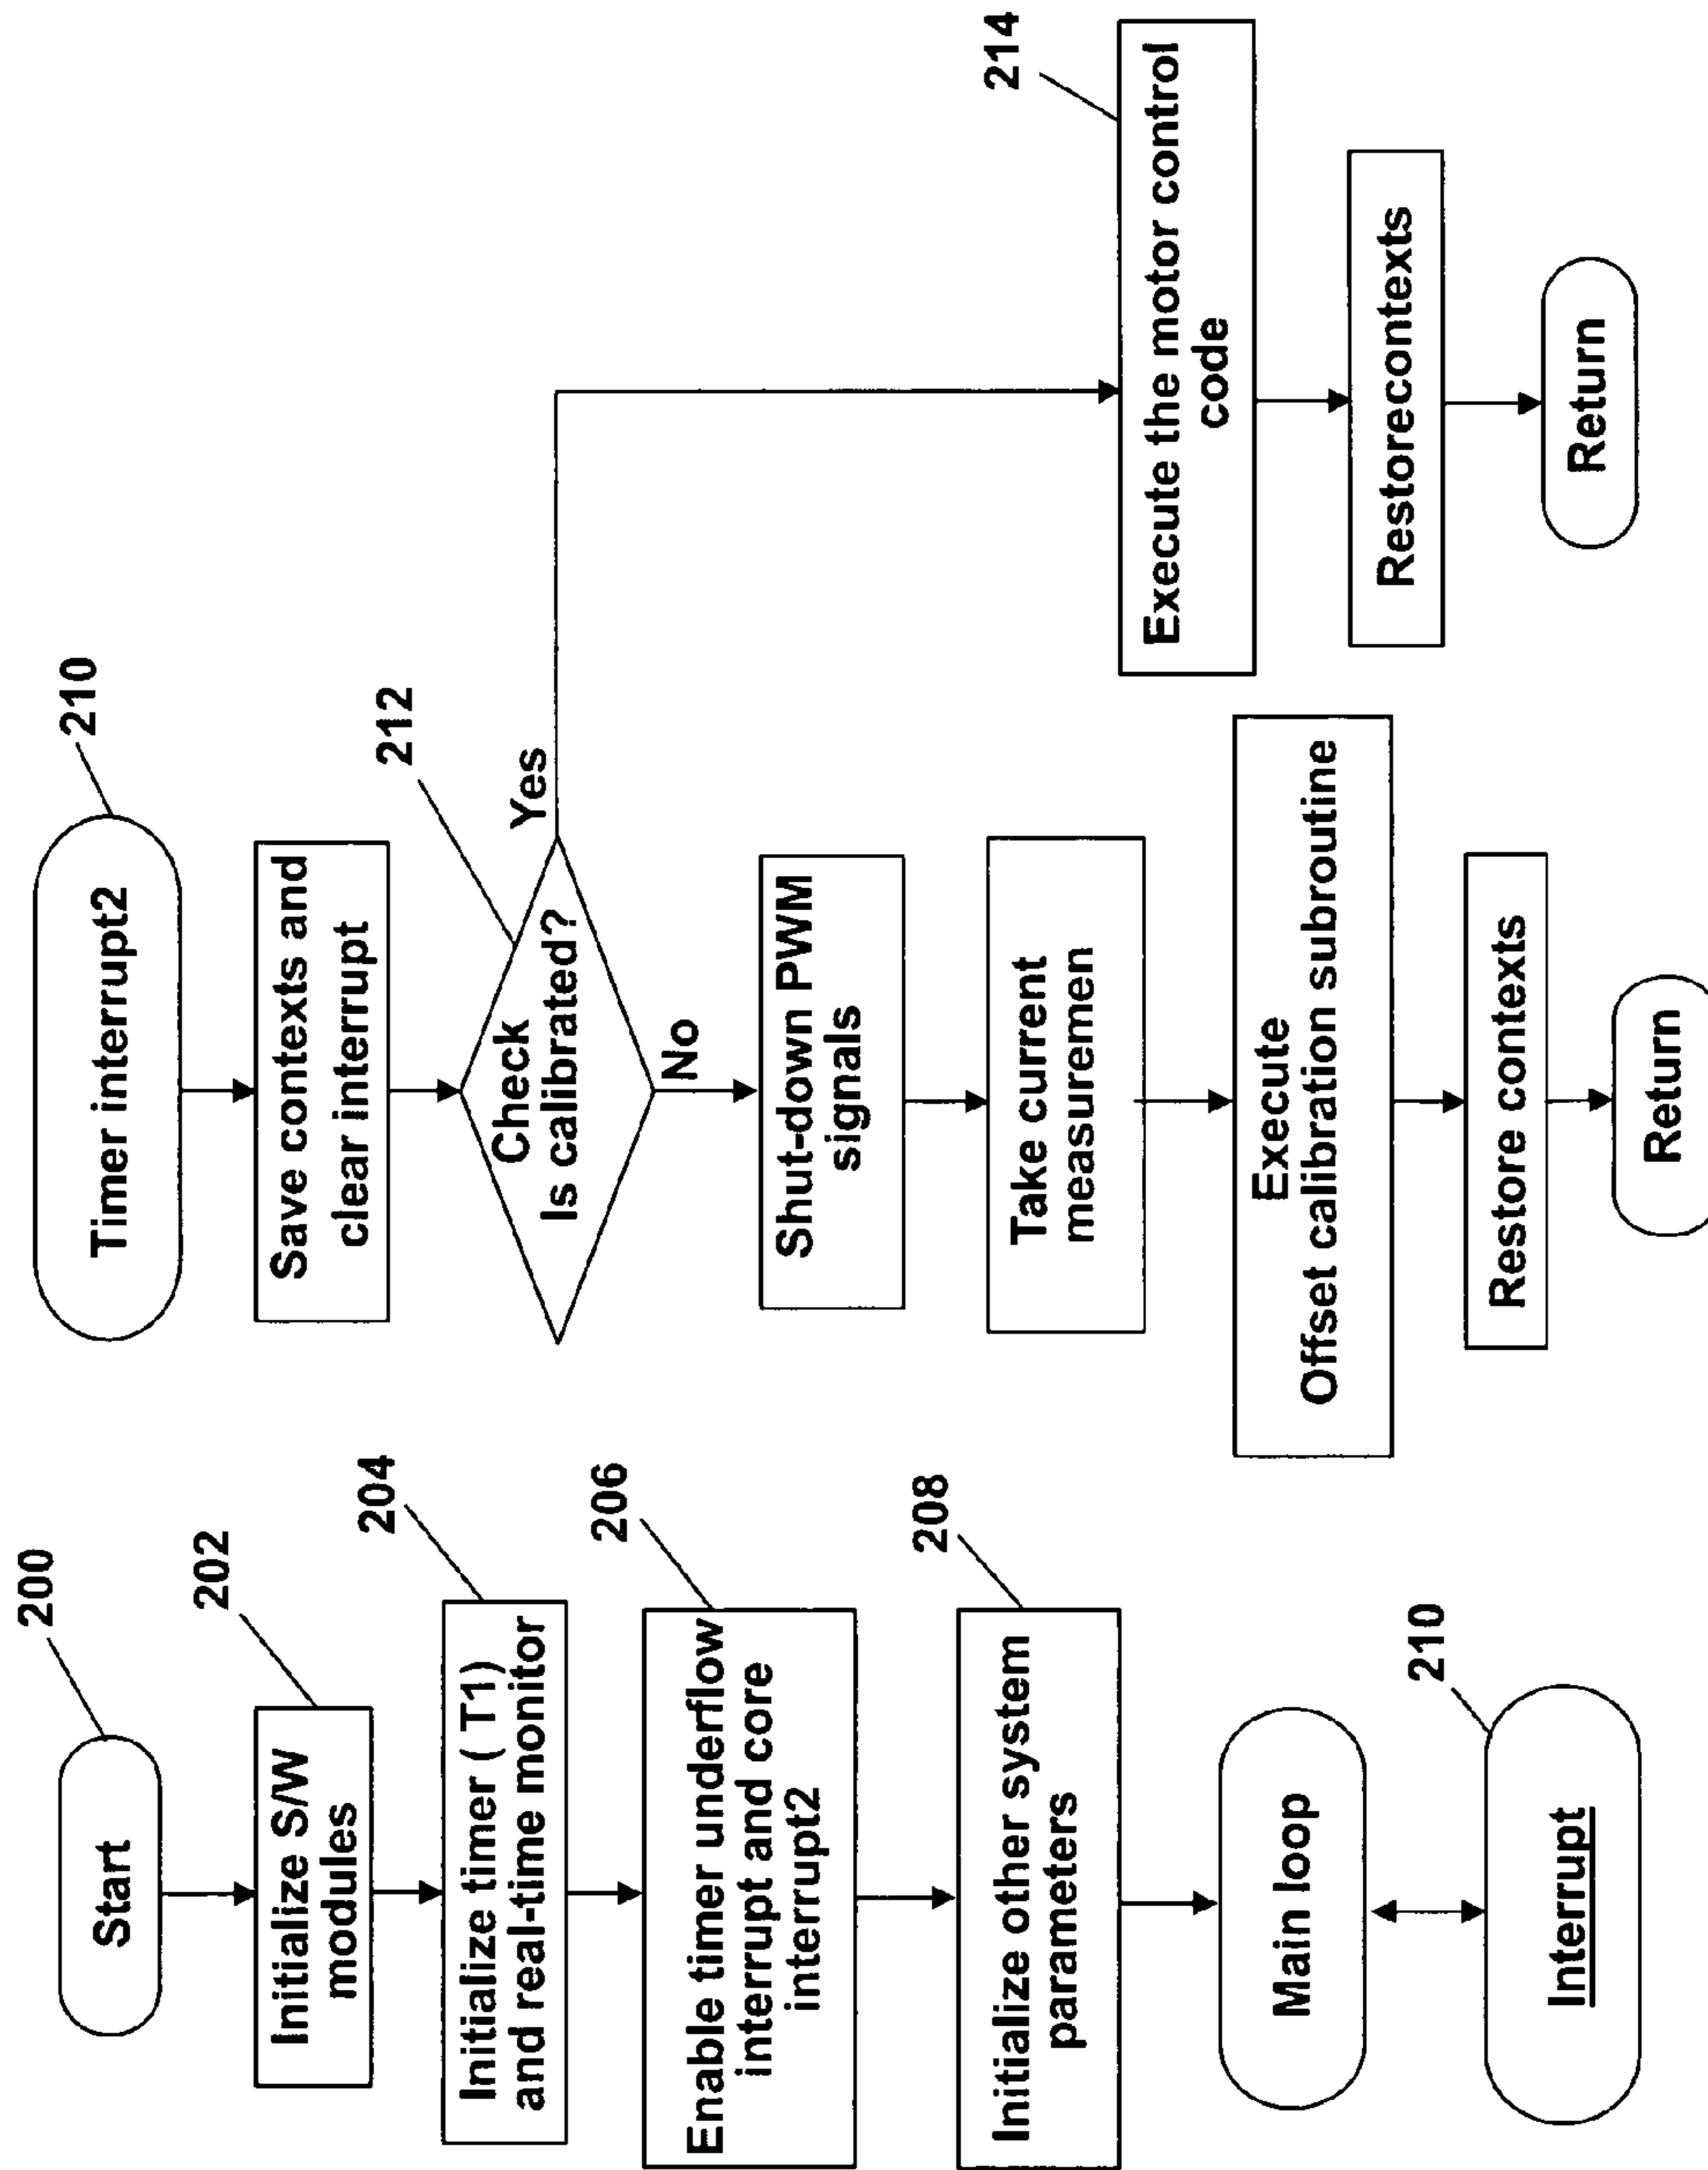 200
Start
202
Initialize S/W
modules
204
Initialize timer ( T1)
and real-time monitor
206
Enable timer underflow
interrupt and core
interrupt2
208
Initialize other system
parameters
Main loop
210
Interrupt
210
Timer interrupt2
Save contexts and
clear interrupt
212
Check
Is calibrated?
Yes
No
Shut-down PWM
signals
Take current
measuremen
Execute
Offset calibration subroutine
Restore contexts
Return
214
Execute the motor control
code
Restorecontexts
Return